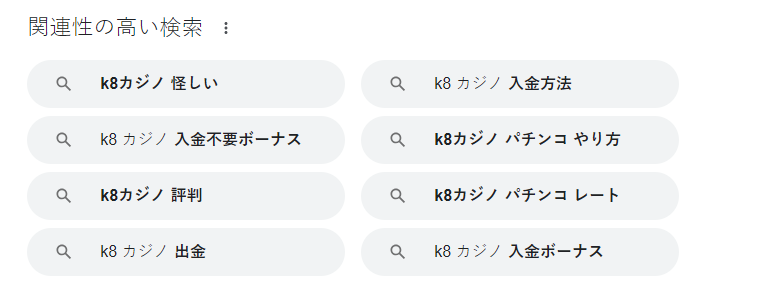 関連性の高い検索
k8カジノ 怪しい
k8 カジノ 入金方法
k8 カジノ 入金不要ボーナス
k8カジノ パチンコ やり方
k8カジノ 評判
k8カジノ パチンコ レート
k8 カジノ 出金
k8 カジノ 入金ボーナス